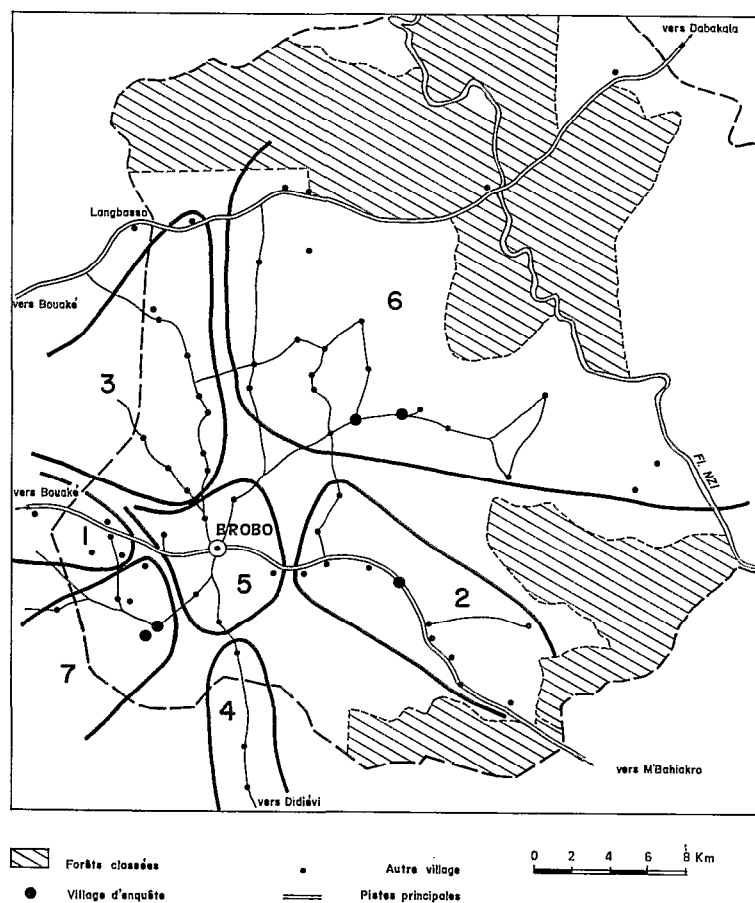 vers Dabakala
Langbassa
vers Bouaké
6
3
vers Bouaké
Fl. NZI
1
BROBO
5
2
7
4
vers M'Bahiakro
vers Didiévi
Forêts classées
Autre village
0 2 4 6 8 Km
Village d'enquête
Pistes principales